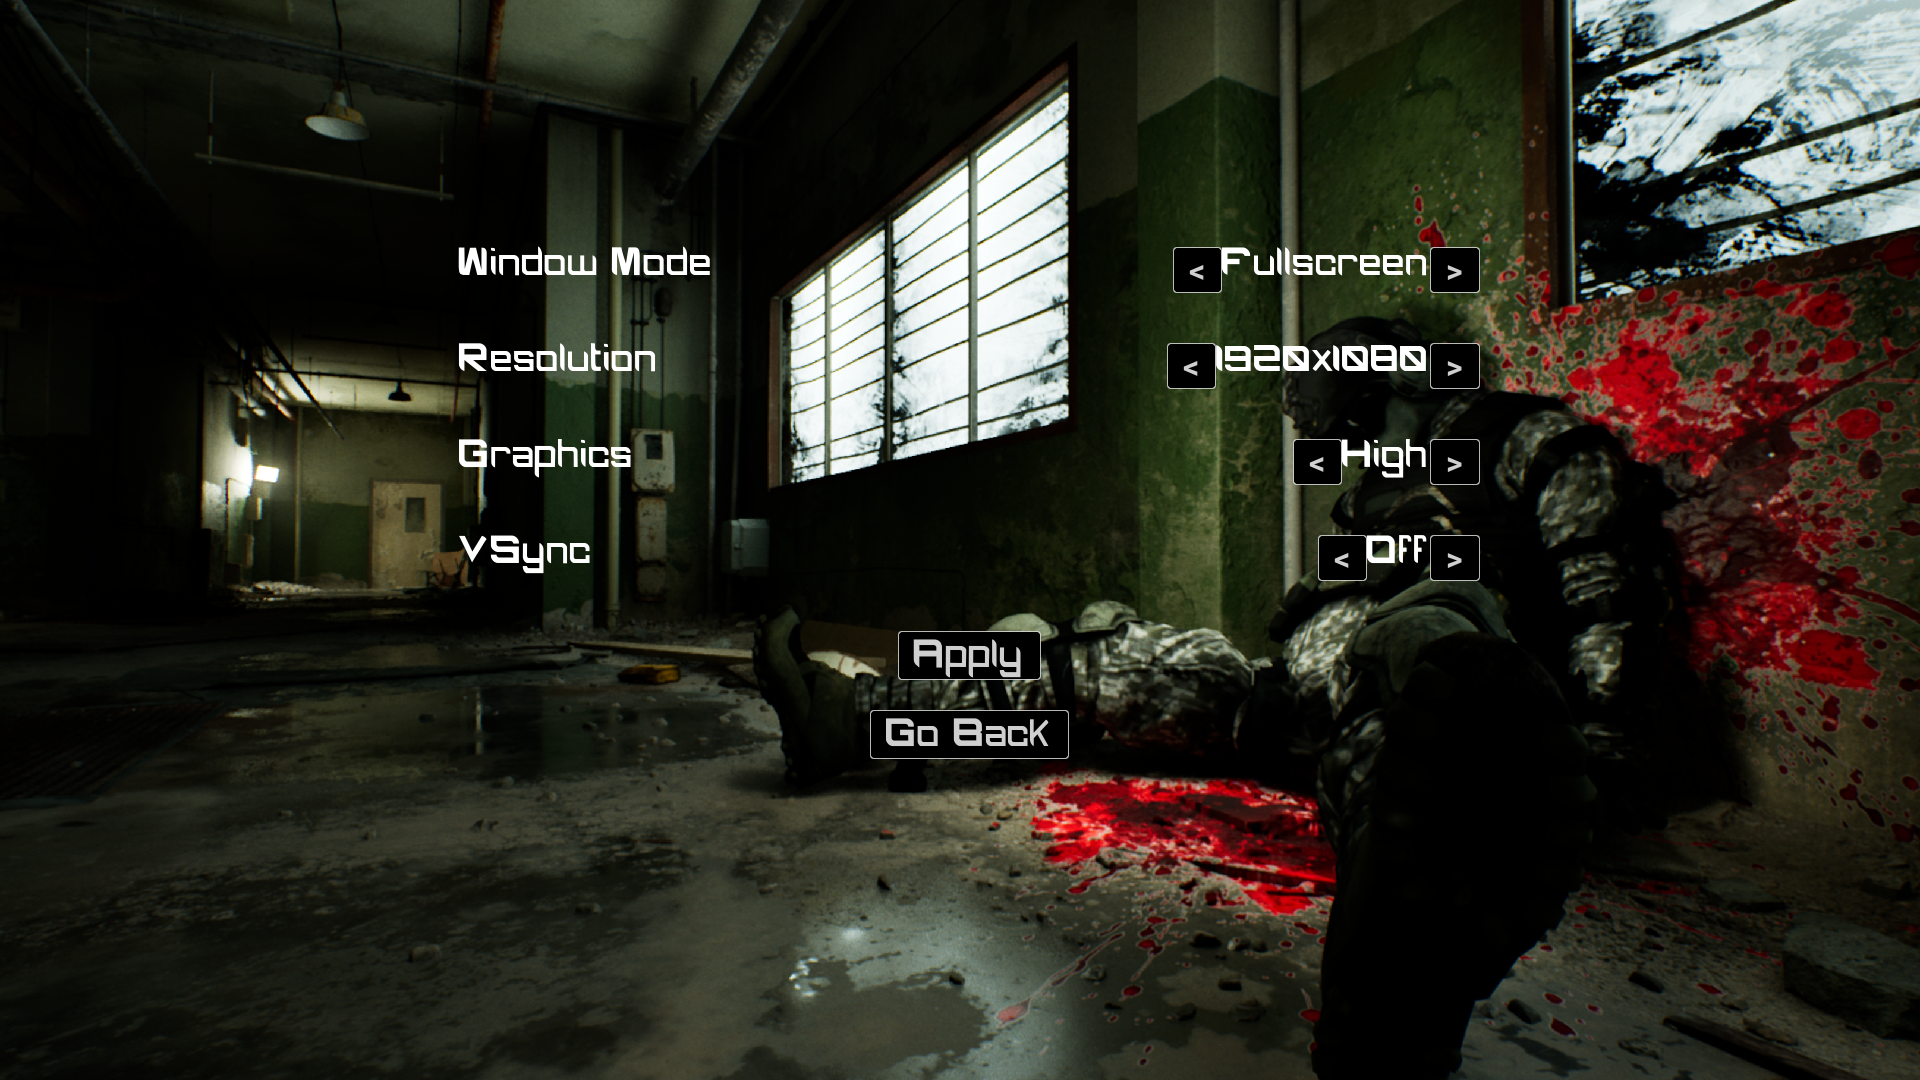 Window Mode < Fullscreen >
Resolution < 1920x1080 >
Graphics < High >
VSync < Off >
Apply
Go Back